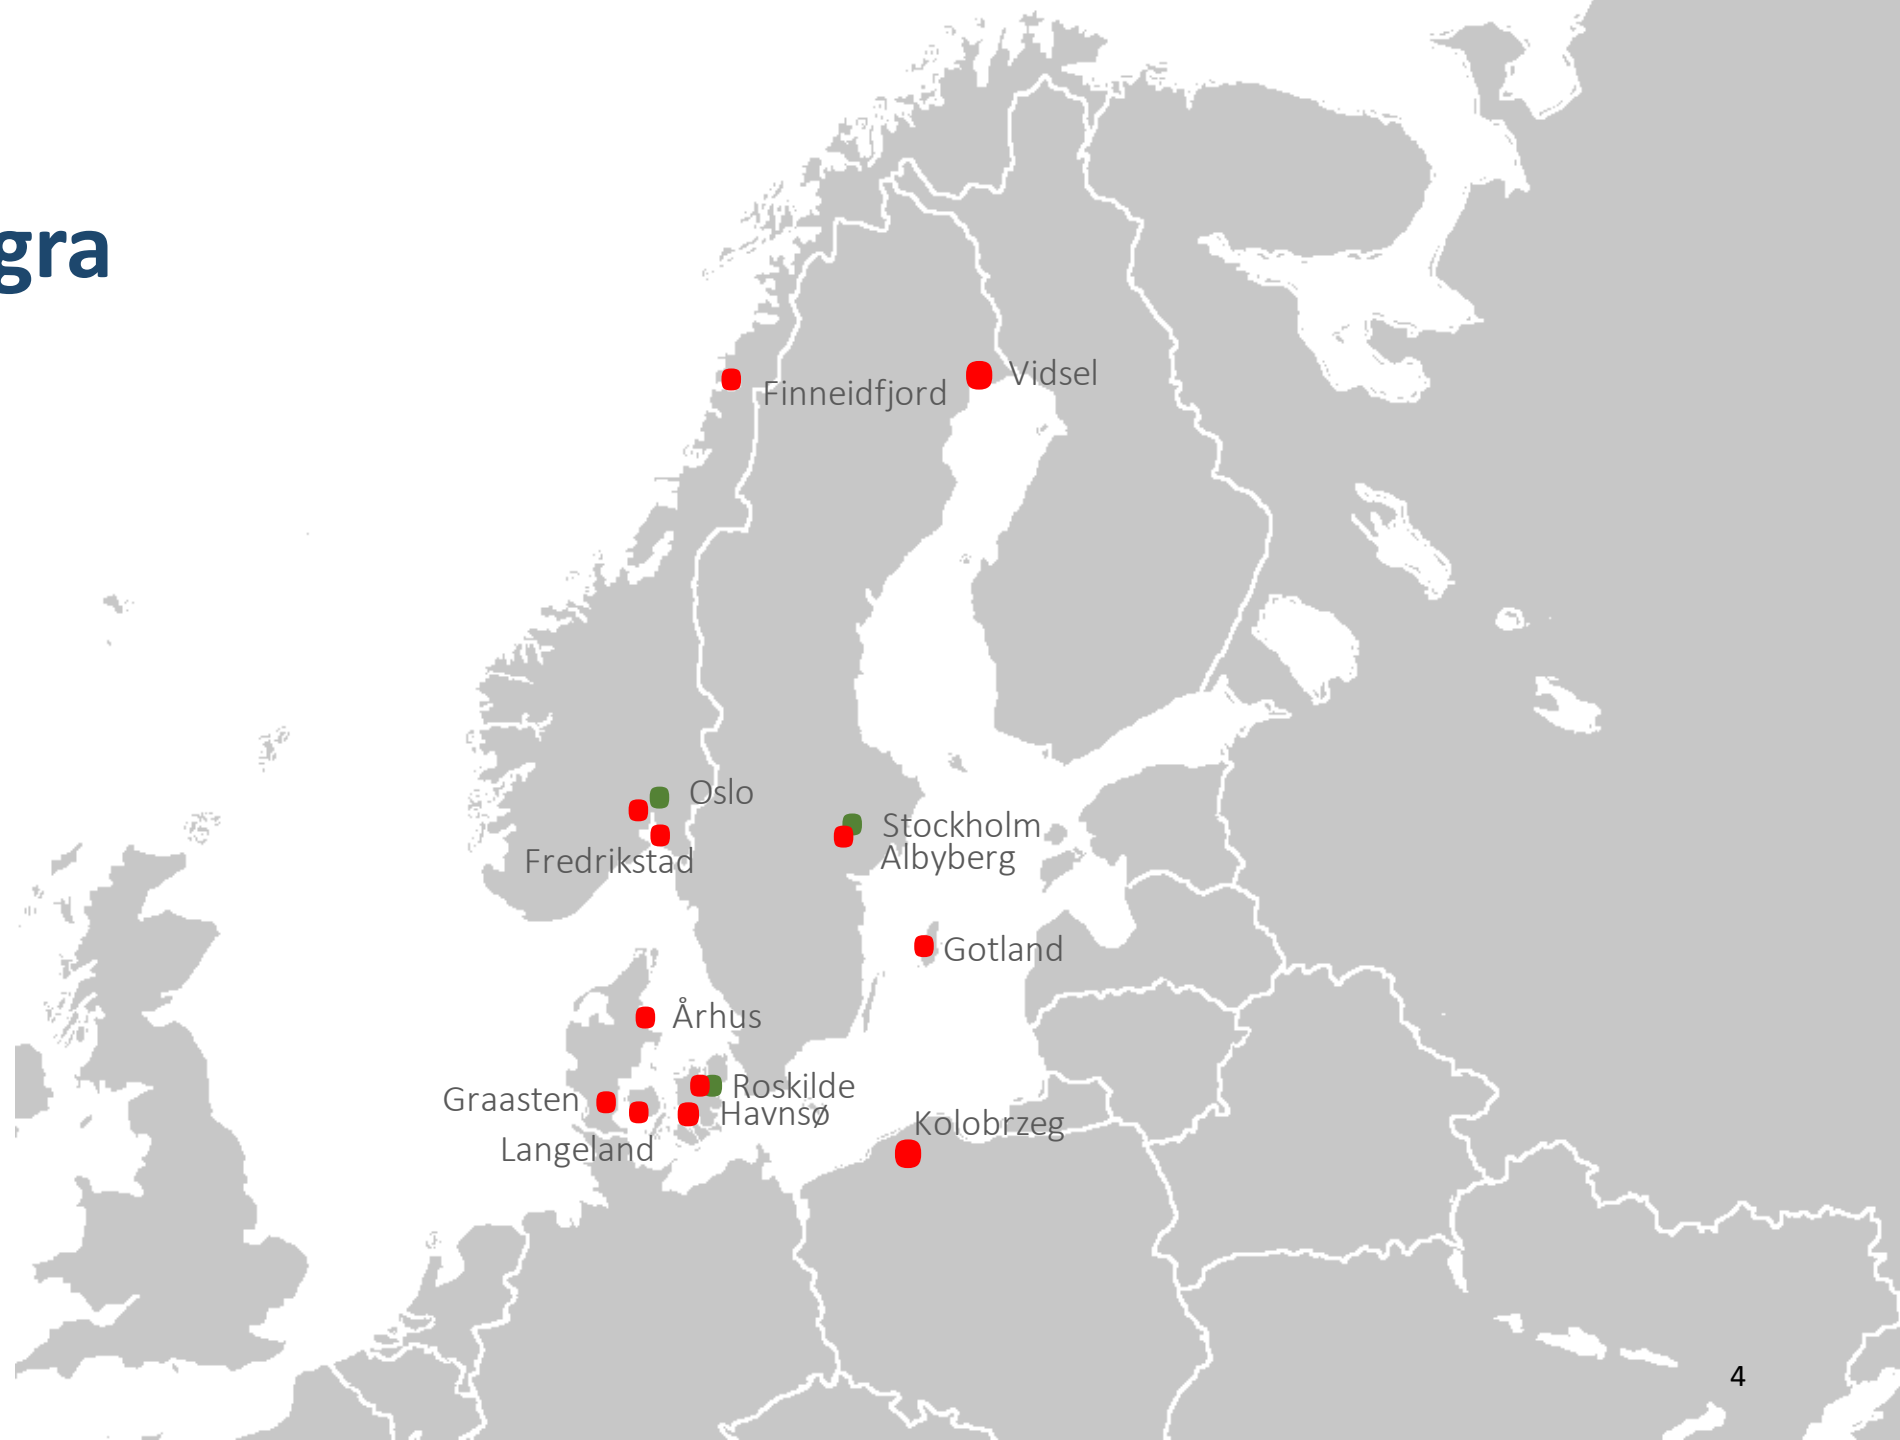 gra
Vidsel
Finneidfjord
Oslo
Stockholm
Albyberg
Fredrikstad
Gotland
Århus
Graasten
Roskilde
Havnsø
Kolobrzeg
Langeland
4